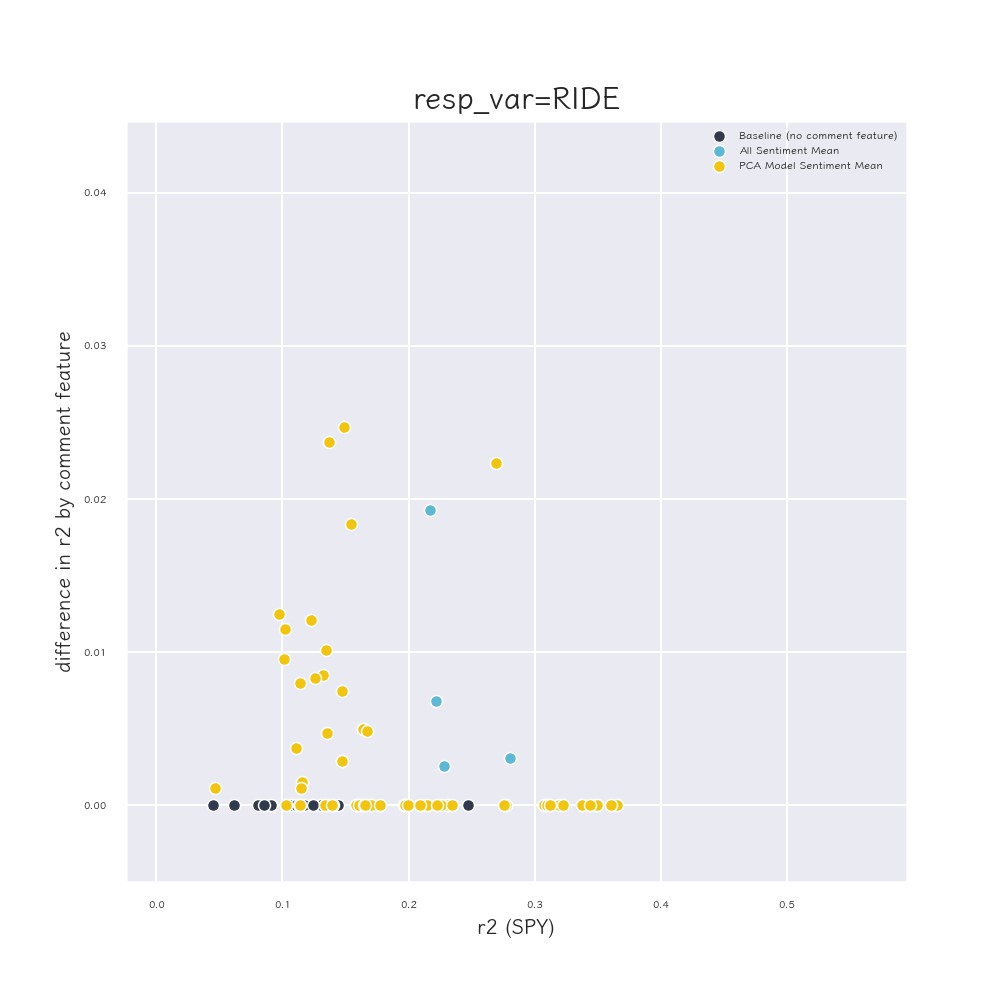 resp_var=RIDE
Baseline (no comment feature)
All Sentiment Mean
PCA Model Sentiment Mean
difference in r2 by comment feature
0.04
0.03
0.02
0.01
0.00
0.0 0.1 0.2 0.3 0.4 0.5
r2 (SPY)